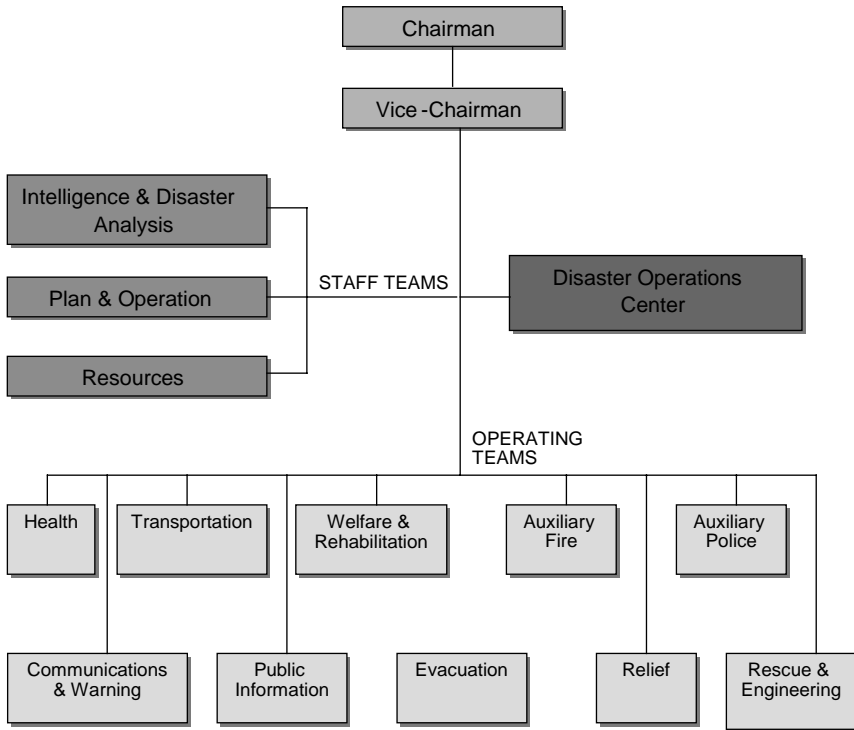 Chairman
Vice-Chairman
Intelligence & Disaster
Analysis
Plan & Operation
Resources
STAFF TEAMS
Disaster Operations
Center
OPERATING
TEAMS
Health
Transportation
Welfare &
Rehabilitation
Auxiliary
Fire
Auxiliary
Police
Communications
& Warning
Public
Information
Evacuation
Relief
Rescue &
Engineering